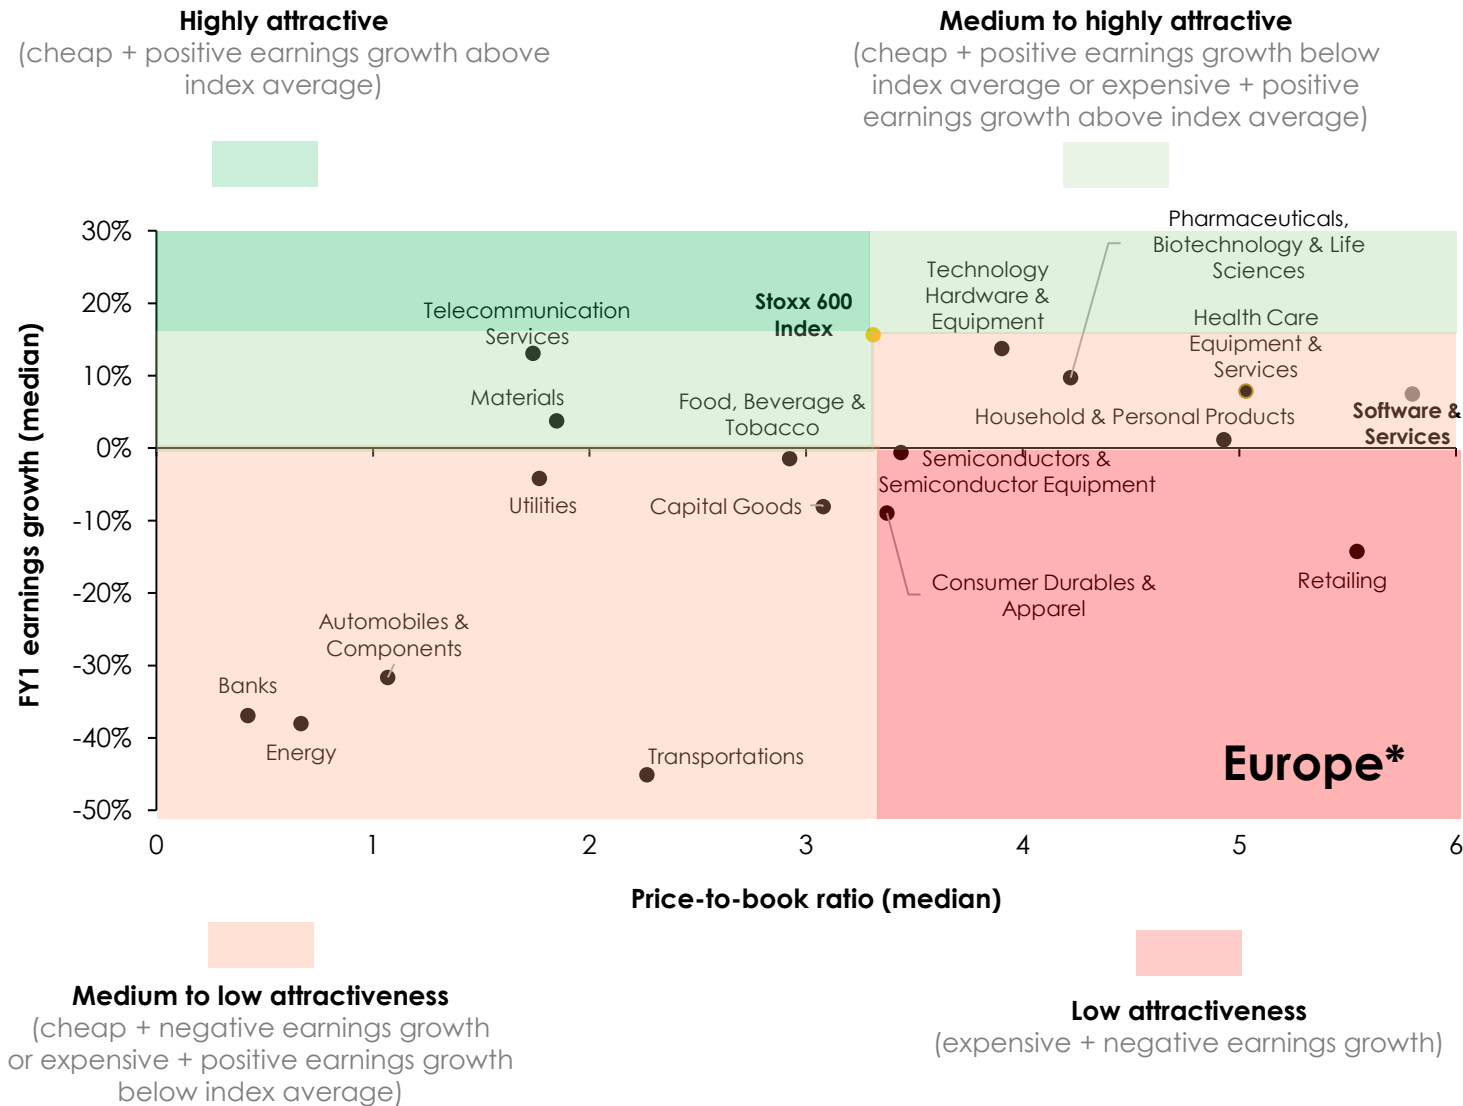 Highly attractive
(cheap + positive earnings growth above
index average)
Medium to highly attractive
(cheap + positive earnings growth below
index average or expensive + positive
earnings growth above index average)
30%
20%
10%
0%
-10%
-20%
-30%
-40%
-50%
FY1 earnings growth (median)
Telecommunication
Services
Materials
Stoxx 600
Index
Food, Beverage &
Tobacco
Technology
Hardware &
Equipment
Pharmaceuticals,
Biotechnology & Life
Sciences
Health Care
Equipment &
Services
Household & Personal Products
Software &
Services
Utilities
Capital Goods
Semiconductors &
Semiconductor Equipment
Consumer Durables &
Apparel
Retailing
Automobiles &
Components
Banks
Energy
Transportations
Europe*
0
1
2
3
4
5
6
Price-to-book ratio (median)
Medium to low attractiveness
(cheap + negative earnings growth
or expensive + positive earnings growth
below index average)
Low attractiveness
(expensive + negative earnings growth)